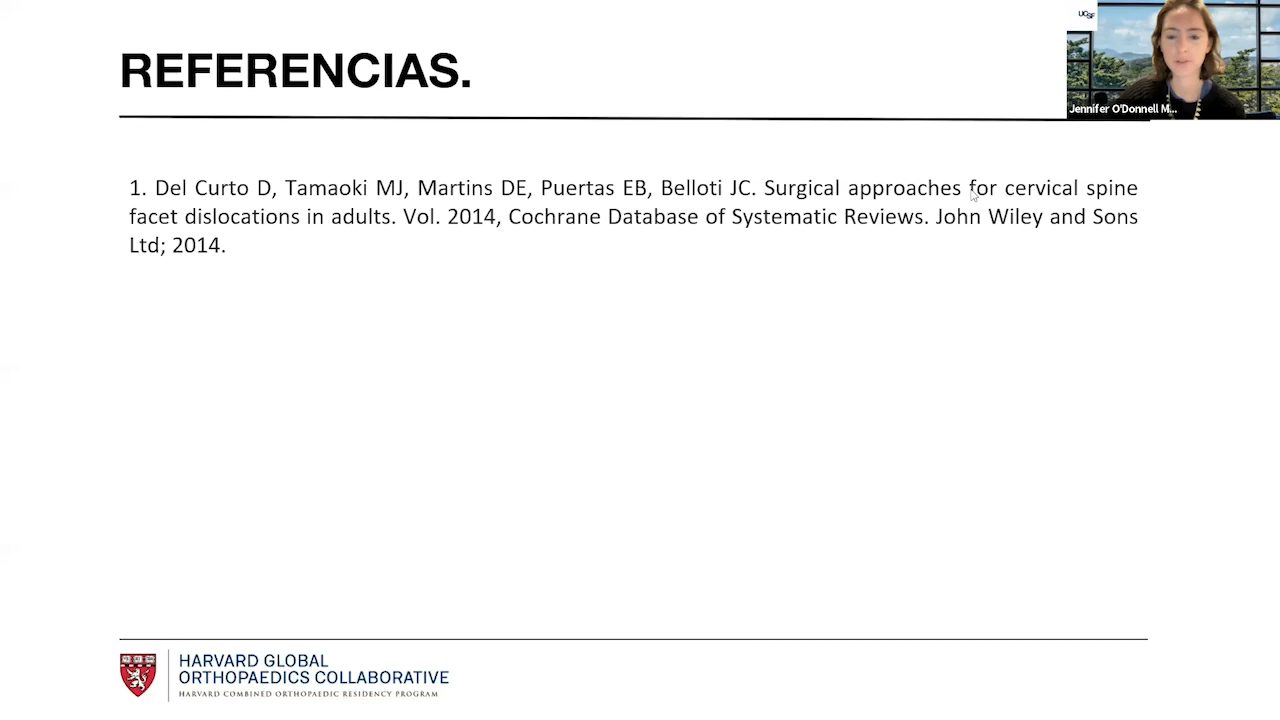 REFERENCIAS.
UCSF
Jennifer O'Donnell M...
1. Del Curto D, Tamaoki MJ, Martins DE, Puertas EB, Belloti JC. Surgical approaches for cervical spine
facet dislocations in adults. Vol. 2014, Cochrane Database of Systematic Reviews. John Wiley and Sons
Ltd; 2014.
HARVARD GLOBAL
ORTHOPAEDICS COLLABORATIVE
HARVARD COMBINED ORTHOPAEDIC RESIDENCY PROGRAM